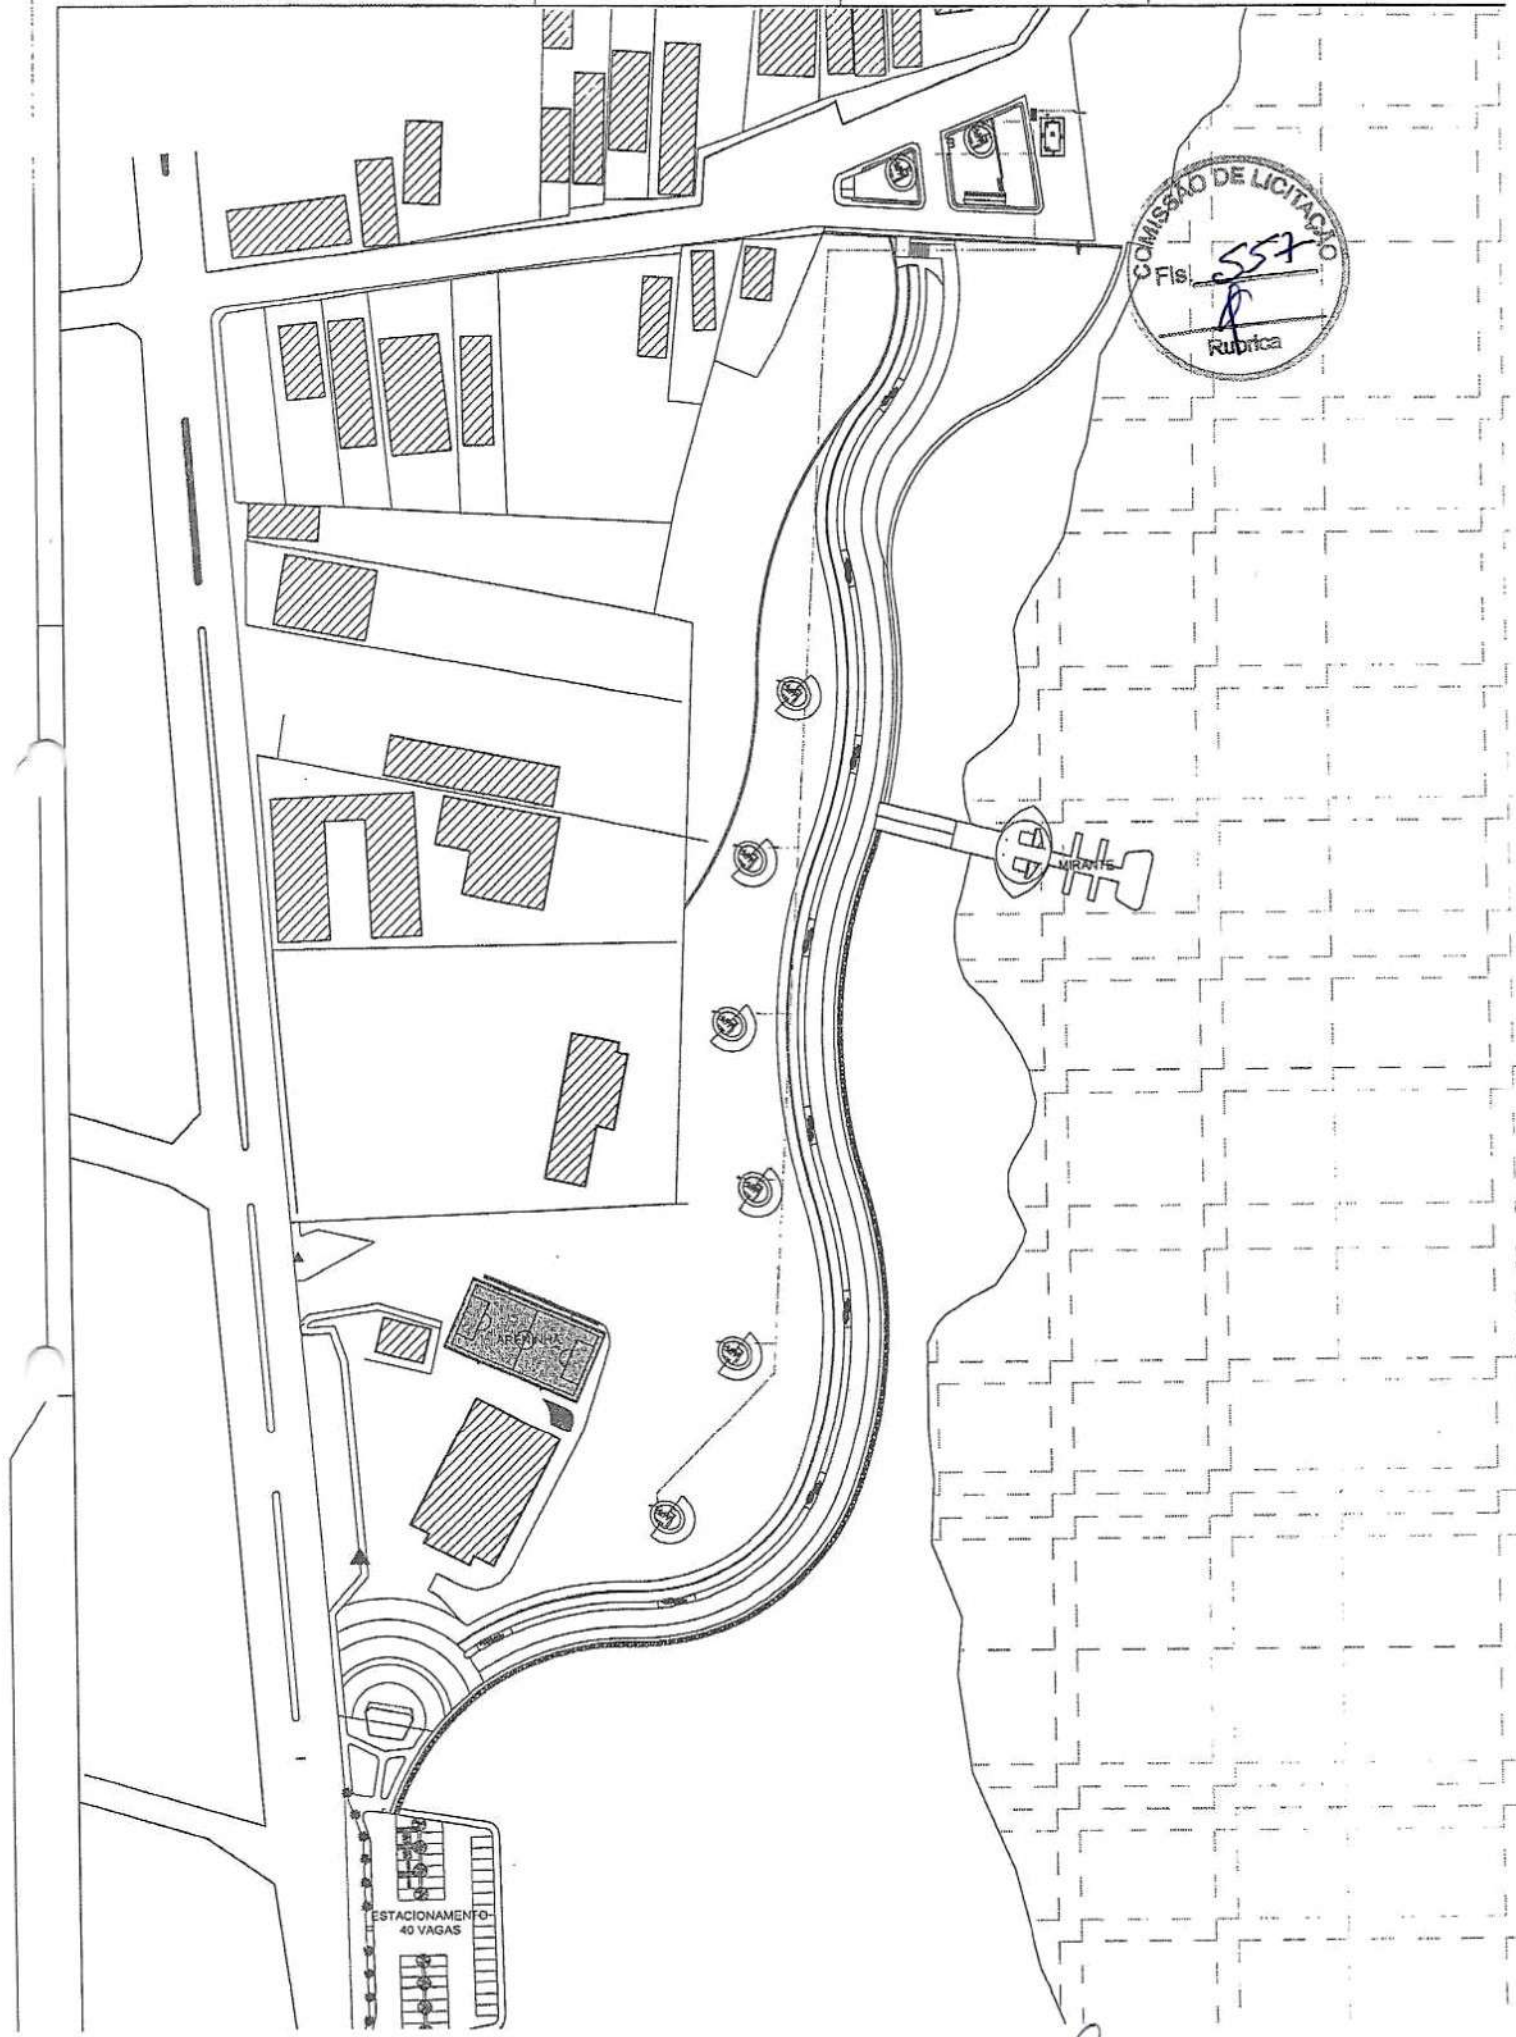 COMISSÃO DE LICITAÇÃO
Fls. 557
Rubrica
MIRANTE
ARENINHA
ESTACIONAMENTO-
40 VAGAS